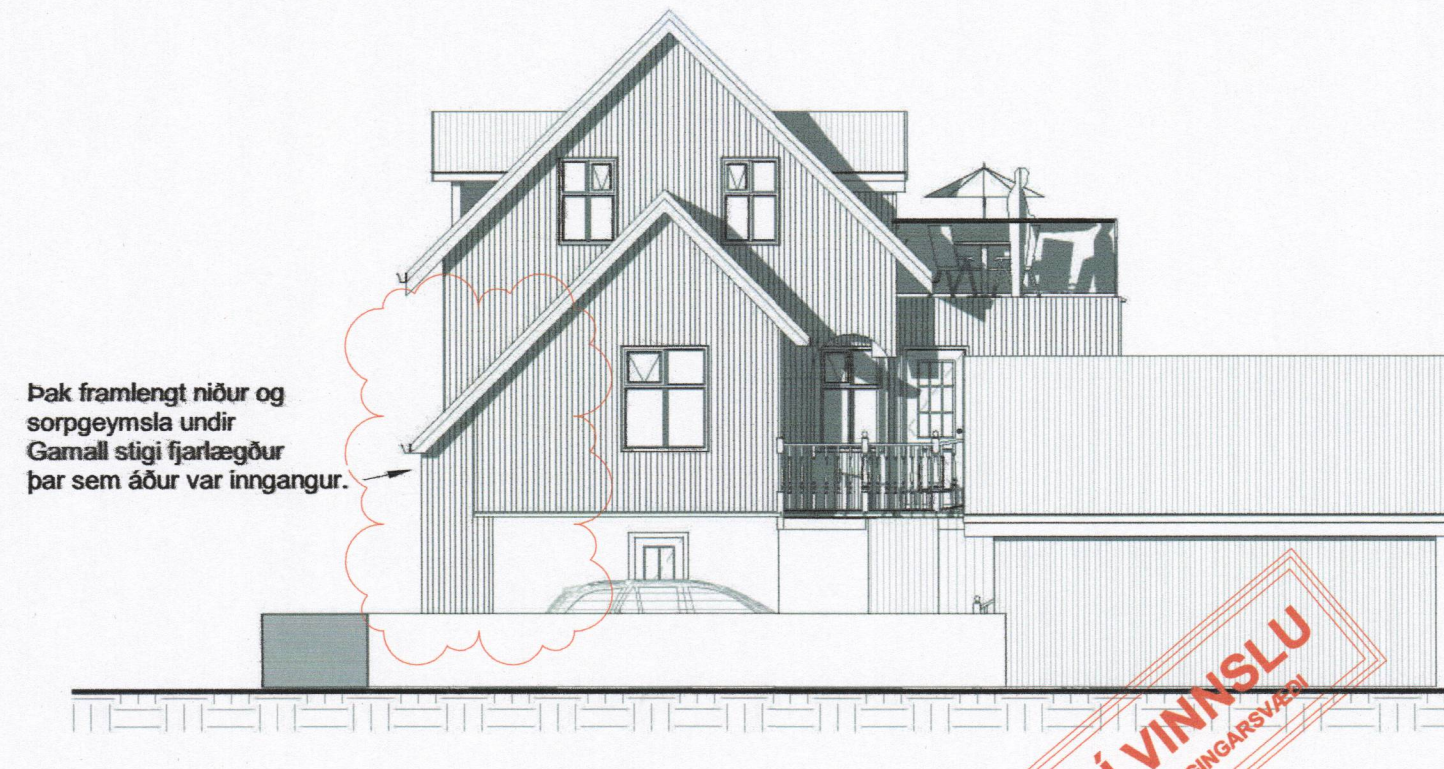 Þak framlengt niður og
sorpgeymsla undir
Gamall stigi fjarlægður
þar sem áður var inngangur.
Í VINNSLU